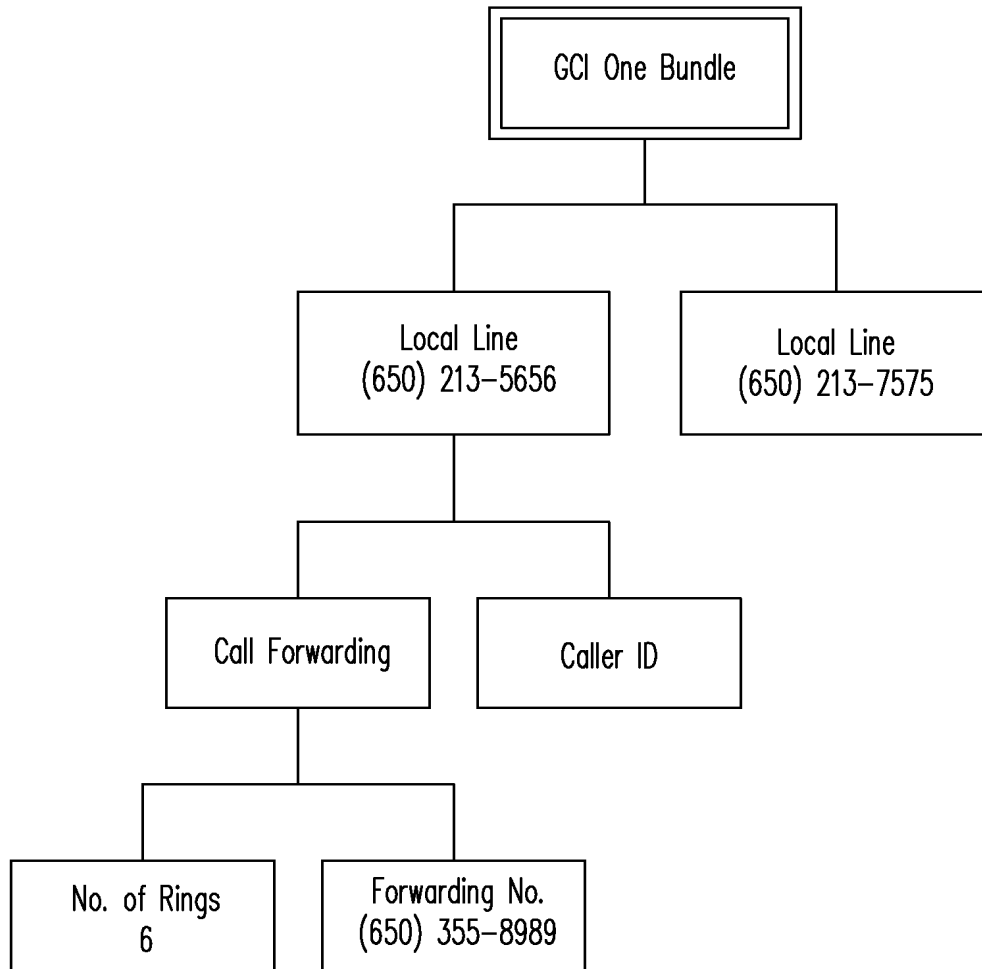 GCI One Bundle
Local Line
(650) 213-5656
Local Line
(650) 213-7575
Call Forwarding
Caller ID
No. of Rings
6
Forwarding No.
(650) 355-8989